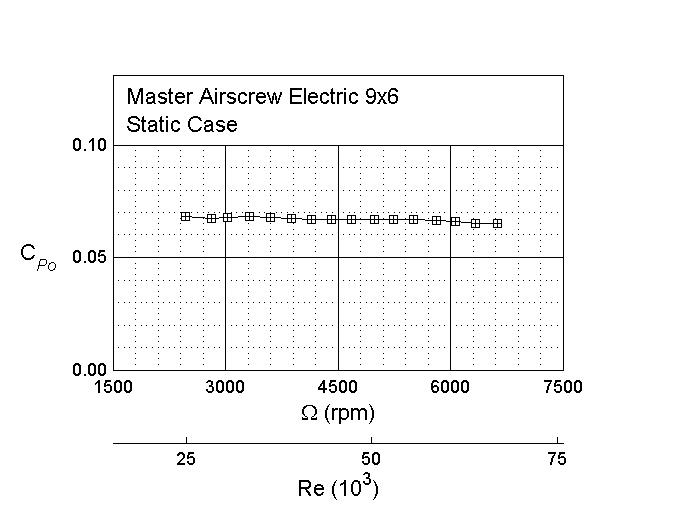 Master Airscrew Electric 9x6
Static Case
0.10
C_Po 0.05
0.00
1500 3000 4500 6000 7500
Ω (rpm)
25 50 75
Re (10³)